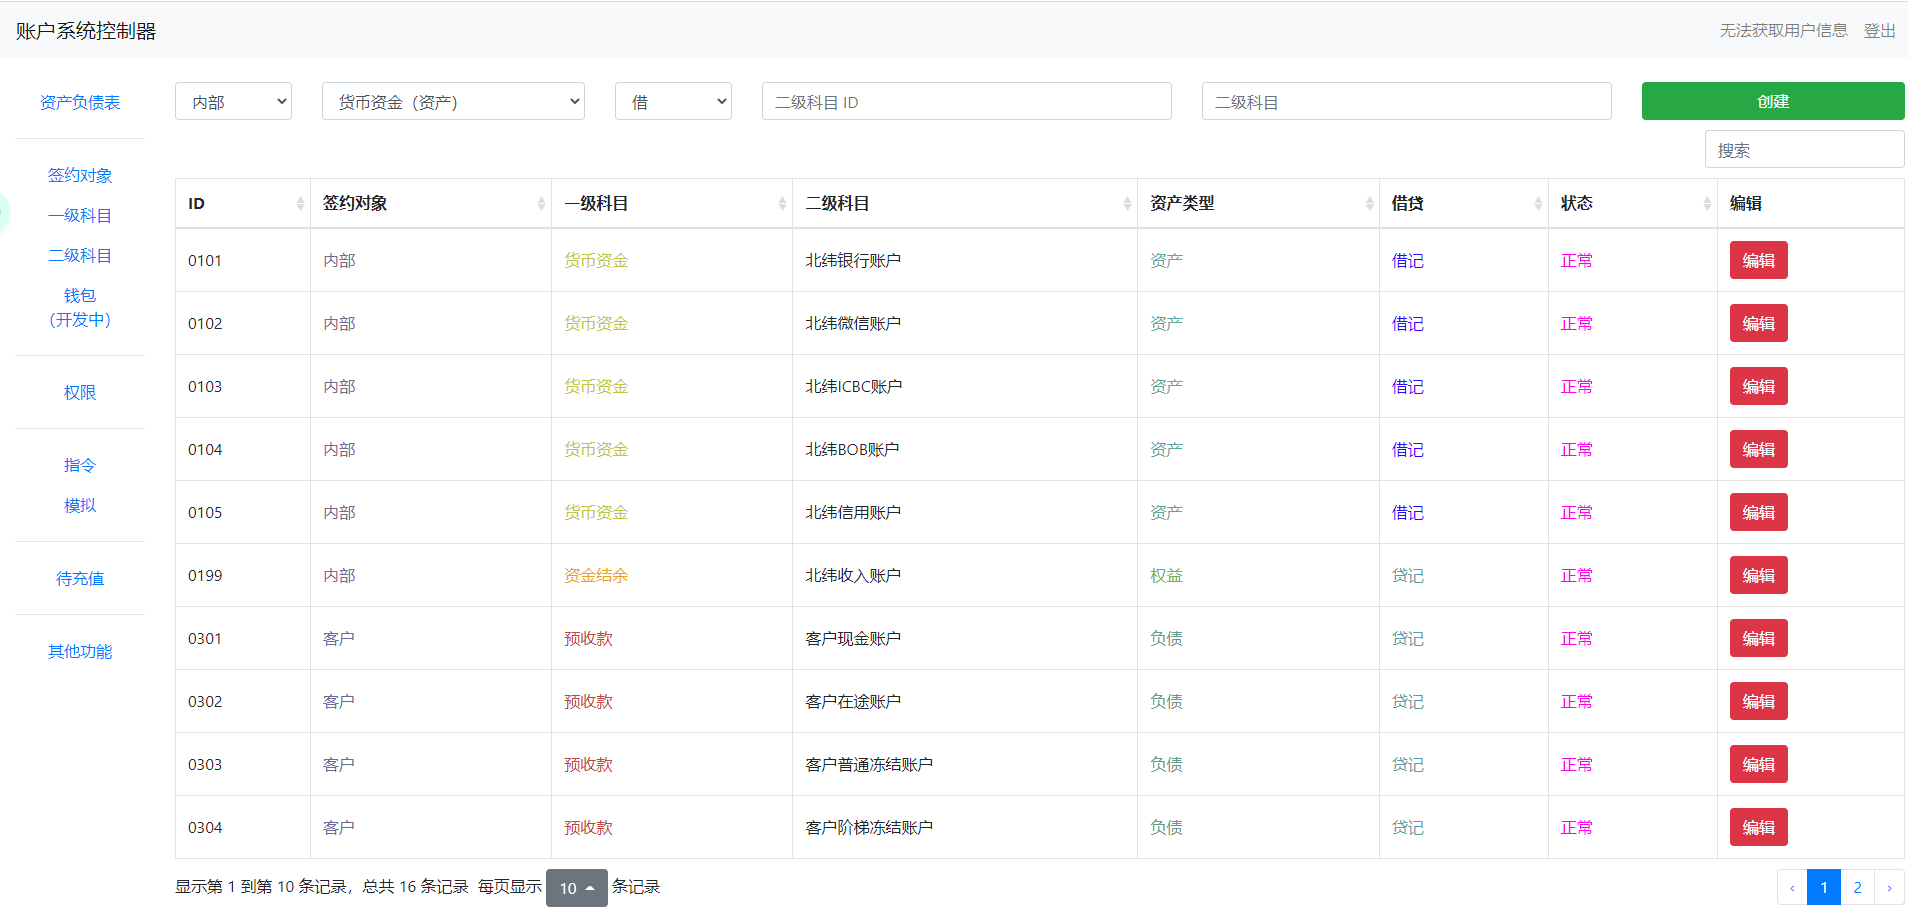 账户系统控制器 无法获取用户信息 登出
资产负债表
签约对象
一级科目
二级科目
钱包
(开发中)
权限
指令
模拟
待充值
其他功能
内部 货币资金（资产） 借 二级科目 ID 二级科目 创建
搜索
ID 签约对象 一级科目 二级科目 资产类型 借贷 状态 编辑
0101 内部 货币资金 北纬银行账户 资产 借记 正常 编辑
0102 内部 货币资金 北纬微信账户 资产 借记 正常 编辑
0103 内部 货币资金 北纬ICBC账户 资产 借记 正常 编辑
0104 内部 货币资金 北纬BOB账户 资产 借记 正常 编辑
0105 内部 货币资金 北纬信用账户 资产 借记 正常 编辑
0199 内部 资金结余 北纬收入账户 权益 贷记 正常 编辑
0301 客户 预收款 客户现金账户 负债 贷记 正常 编辑
0302 客户 预收款 客户在途账户 负债 贷记 正常 编辑
0303 客户 预收款 客户普通冻结账户 负债 贷记 正常 编辑
0304 客户 预收款 客户阶梯冻结账户 负债 贷记 正常 编辑
显示第 1 到第 10 条记录，总共 16 条记录 每页显示 10 条记录 ‹ 1 2 ›